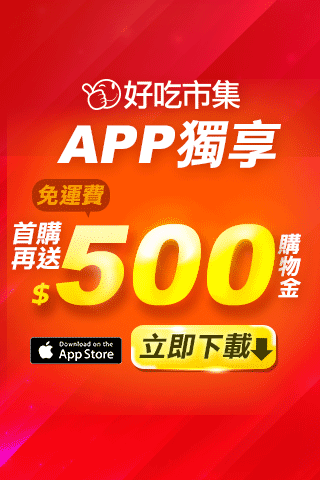 好吃市集
APP獨享
免運費
首購
再送
$500
購物金
Download on the
App Store
立即下載